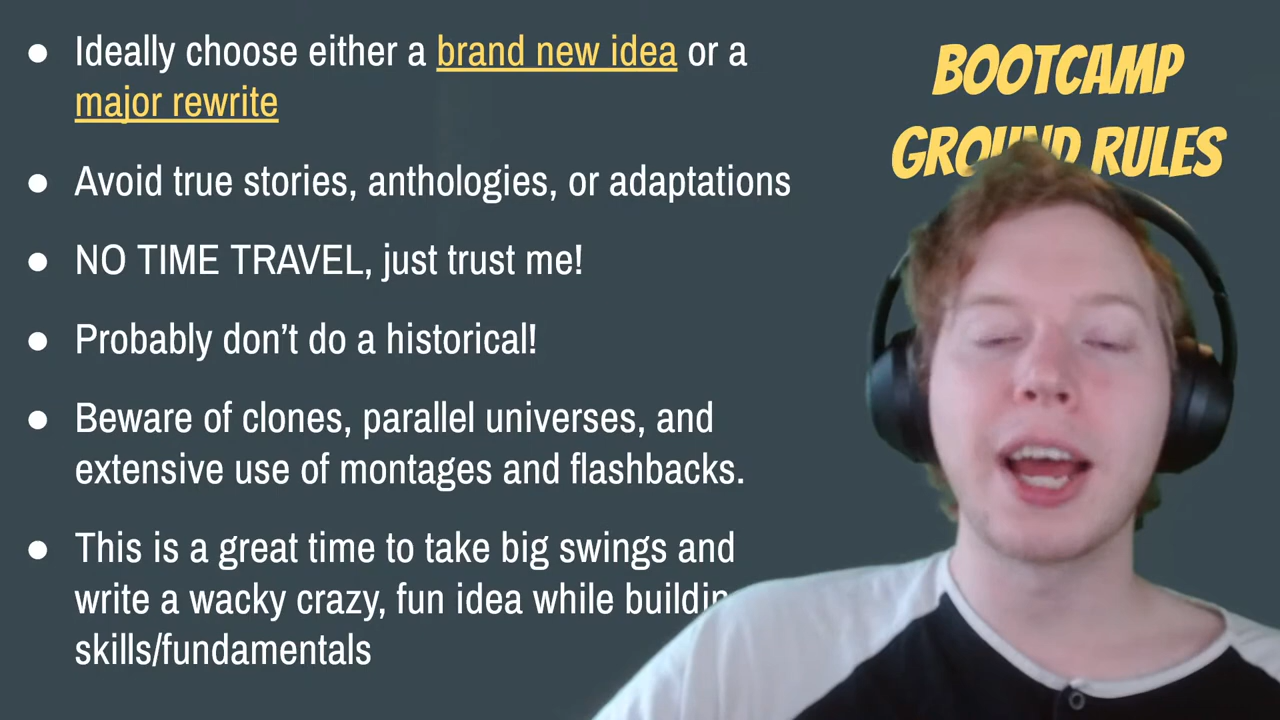 ● Ideally choose either a brand new idea or a
major rewrite
● Avoid true stories, anthologies, or adaptations
● NO TIME TRAVEL, just trust me!
● Probably don’t do a historical!
● Beware of clones, parallel universes, and
extensive use of montages and flashbacks.
● This is a great time to take big swings and
write a wacky crazy, fun idea while buildin
skills/fundamentals
BOOTCAMP
GROUND RULES